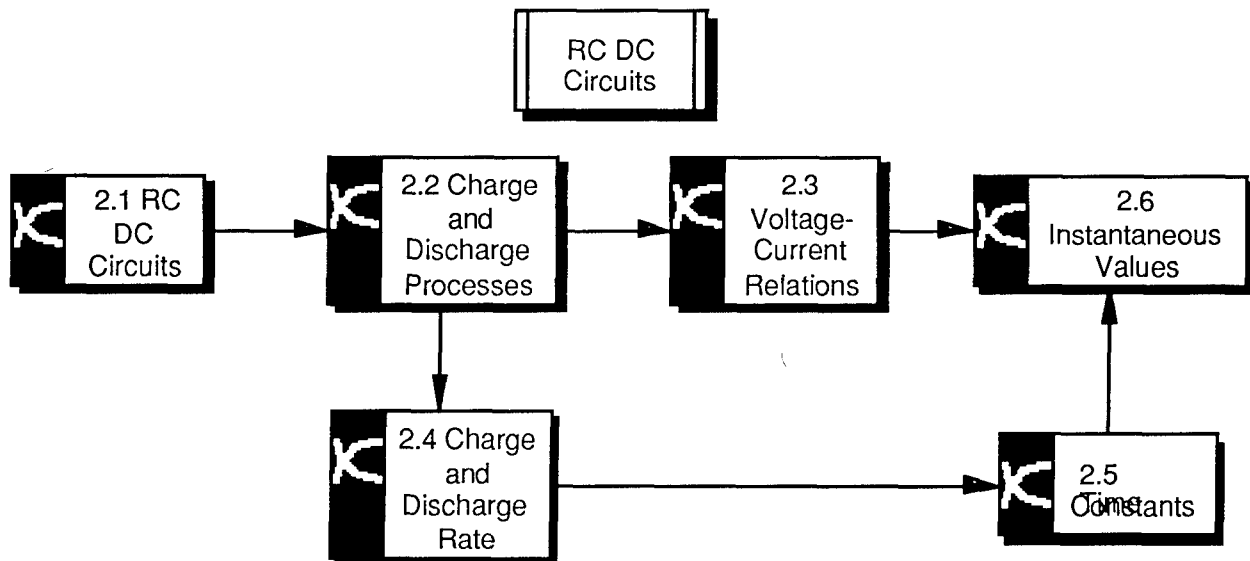 RC DC
Circuits
2.1 RC
DC
Circuits
2.2 Charge
and
Discharge
Processes
2.3
Voltage-
Current
Relations
2.6
Instantaneous
Values
2.4 Charge
and
Discharge
Rate
2.5
Time
Constants